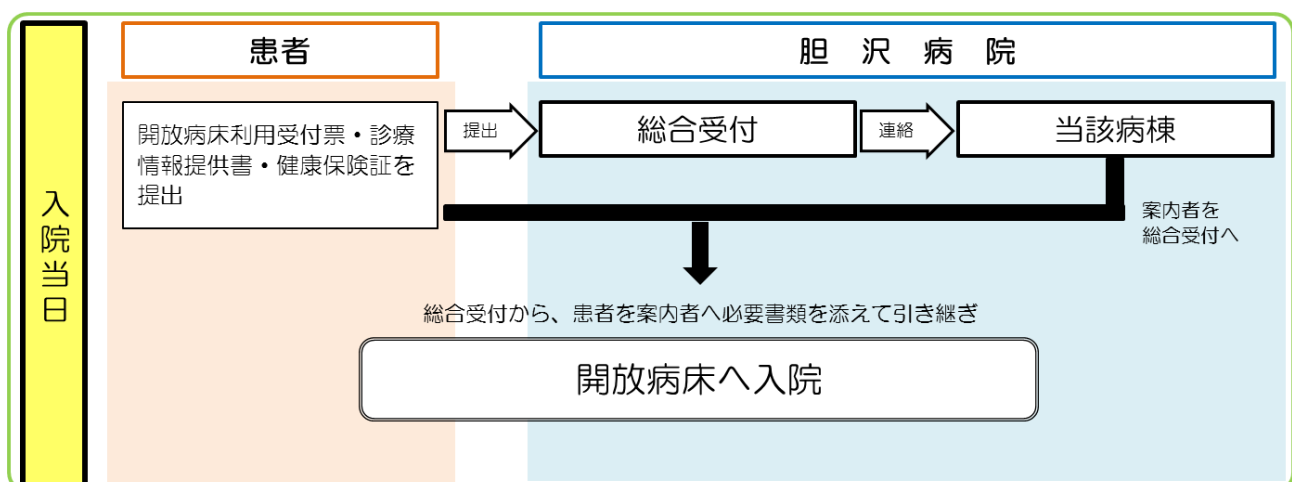 入院当日
患者
胆沢病院
開放病床利用受付票・診療
情報提供書・健康保険証を
提出
提出
総合受付
連絡
当該病棟
案内者を
総合受付へ
総合受付から、患者を案内者へ必要書類を添えて引き継ぎ
開放病床へ入院